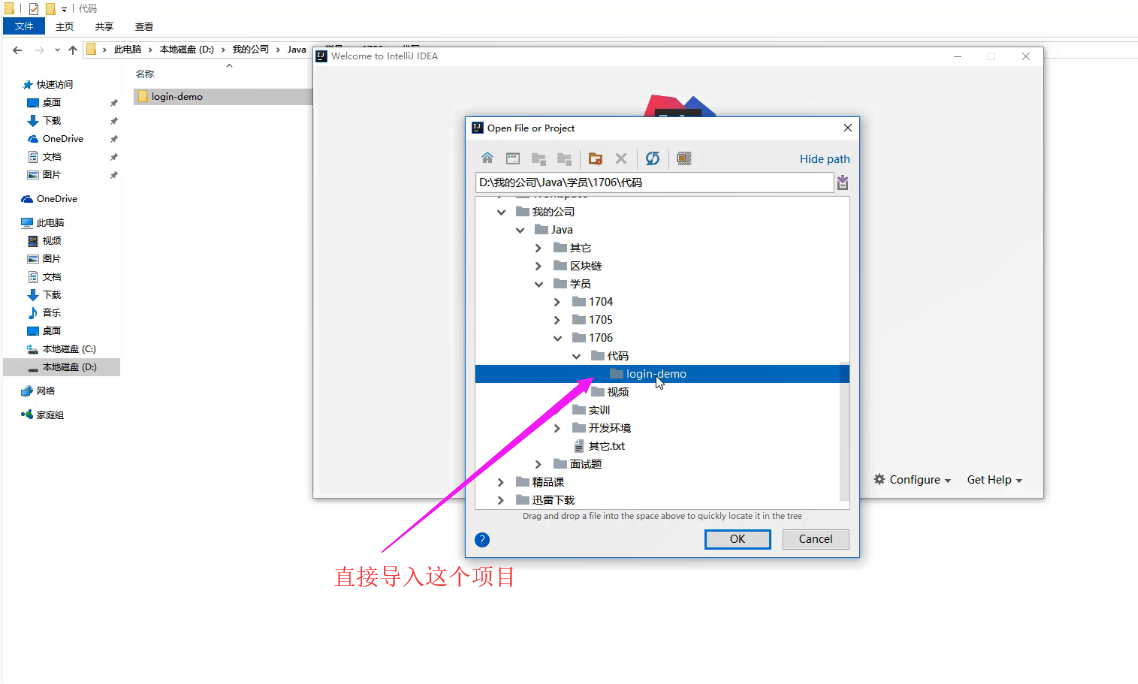 代码
文件 主页 共享 查看
此电脑 本地磁盘 (D:) 我的公司 Java
名称
快速访问
桌面
下载
OneDrive
文档
图片
OneDrive
此电脑
视频
图片
文档
下载
音乐
桌面
本地磁盘 (C:)
本地磁盘 (D:)
网络
家庭组
login-demo
Welcome to IntelliJ IDEA
Open File or Project
Hide path
D:\我的公司\Java\学员\1706\代码
我的公司
Java
其它
区块链
学员
1704
1705
1706
代码
login-demo
视频
实训
开发环境
其它.txt
面试题
精品课
迅雷下载
Drag and drop a file into the space above to quickly locate it in the tree
? OK Cancel
Configure Get Help
直接导入这个项目